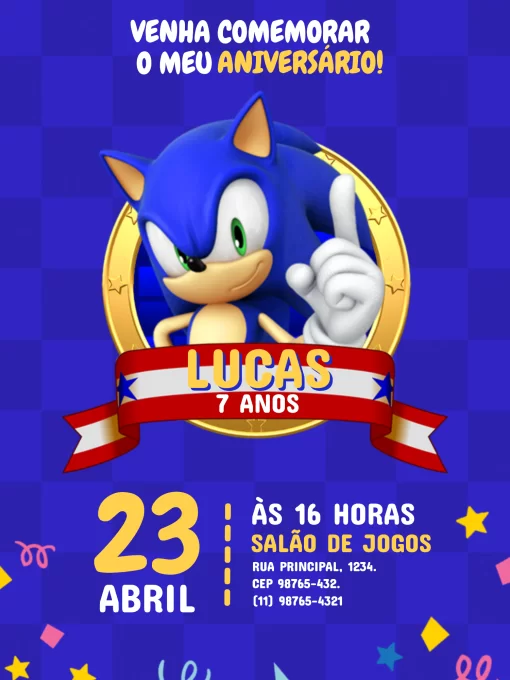 VENHA COMEMORAR
O MEU ANIVERSÁRIO!
LUCAS
7 ANOS
23
ABRIL
ÀS 16 HORAS
SALÃO DE JOGOS
RUA PRINCIPAL, 1234.
CEP 98765-432.
(11) 98765-4321